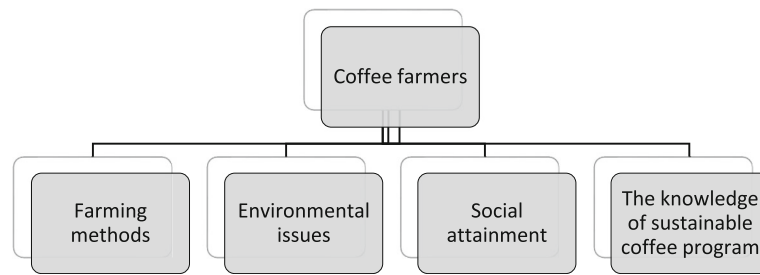 Coffee farmers
Farming
methods
Environmental
issues
Social
attainment
The knowledge
of sustainable
coffee program